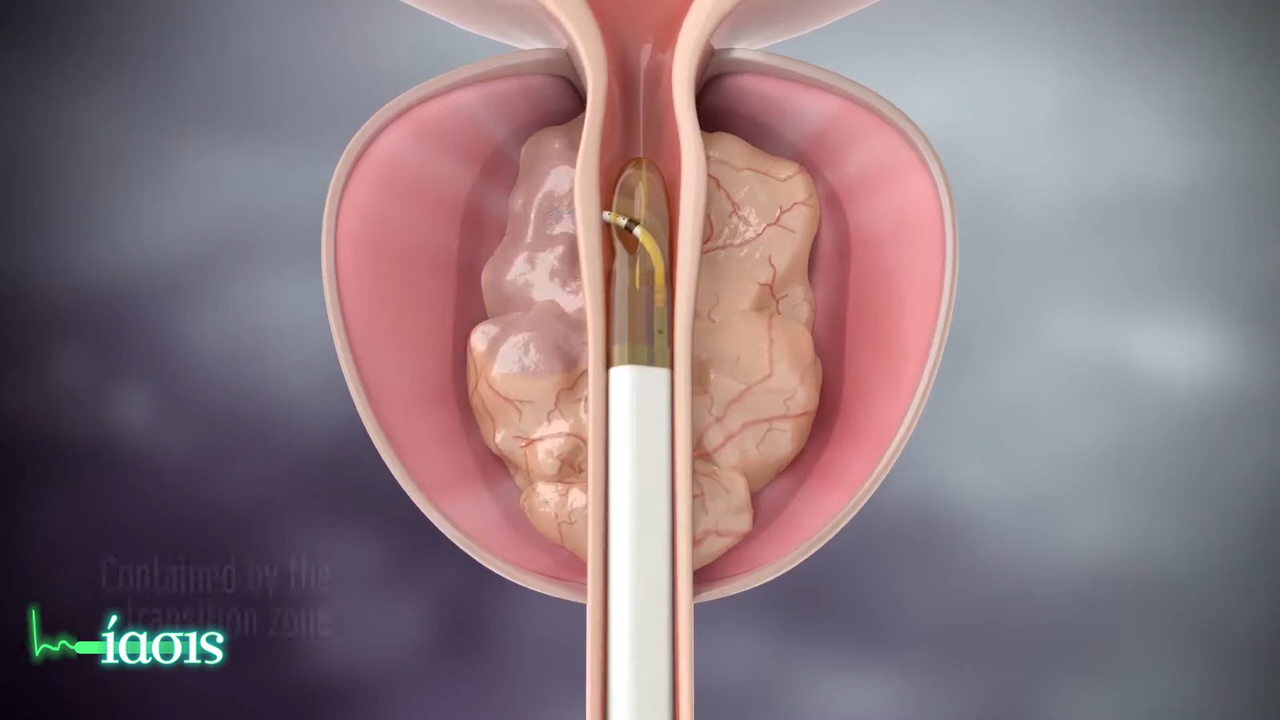 Contained by the
transition zone
ίασις